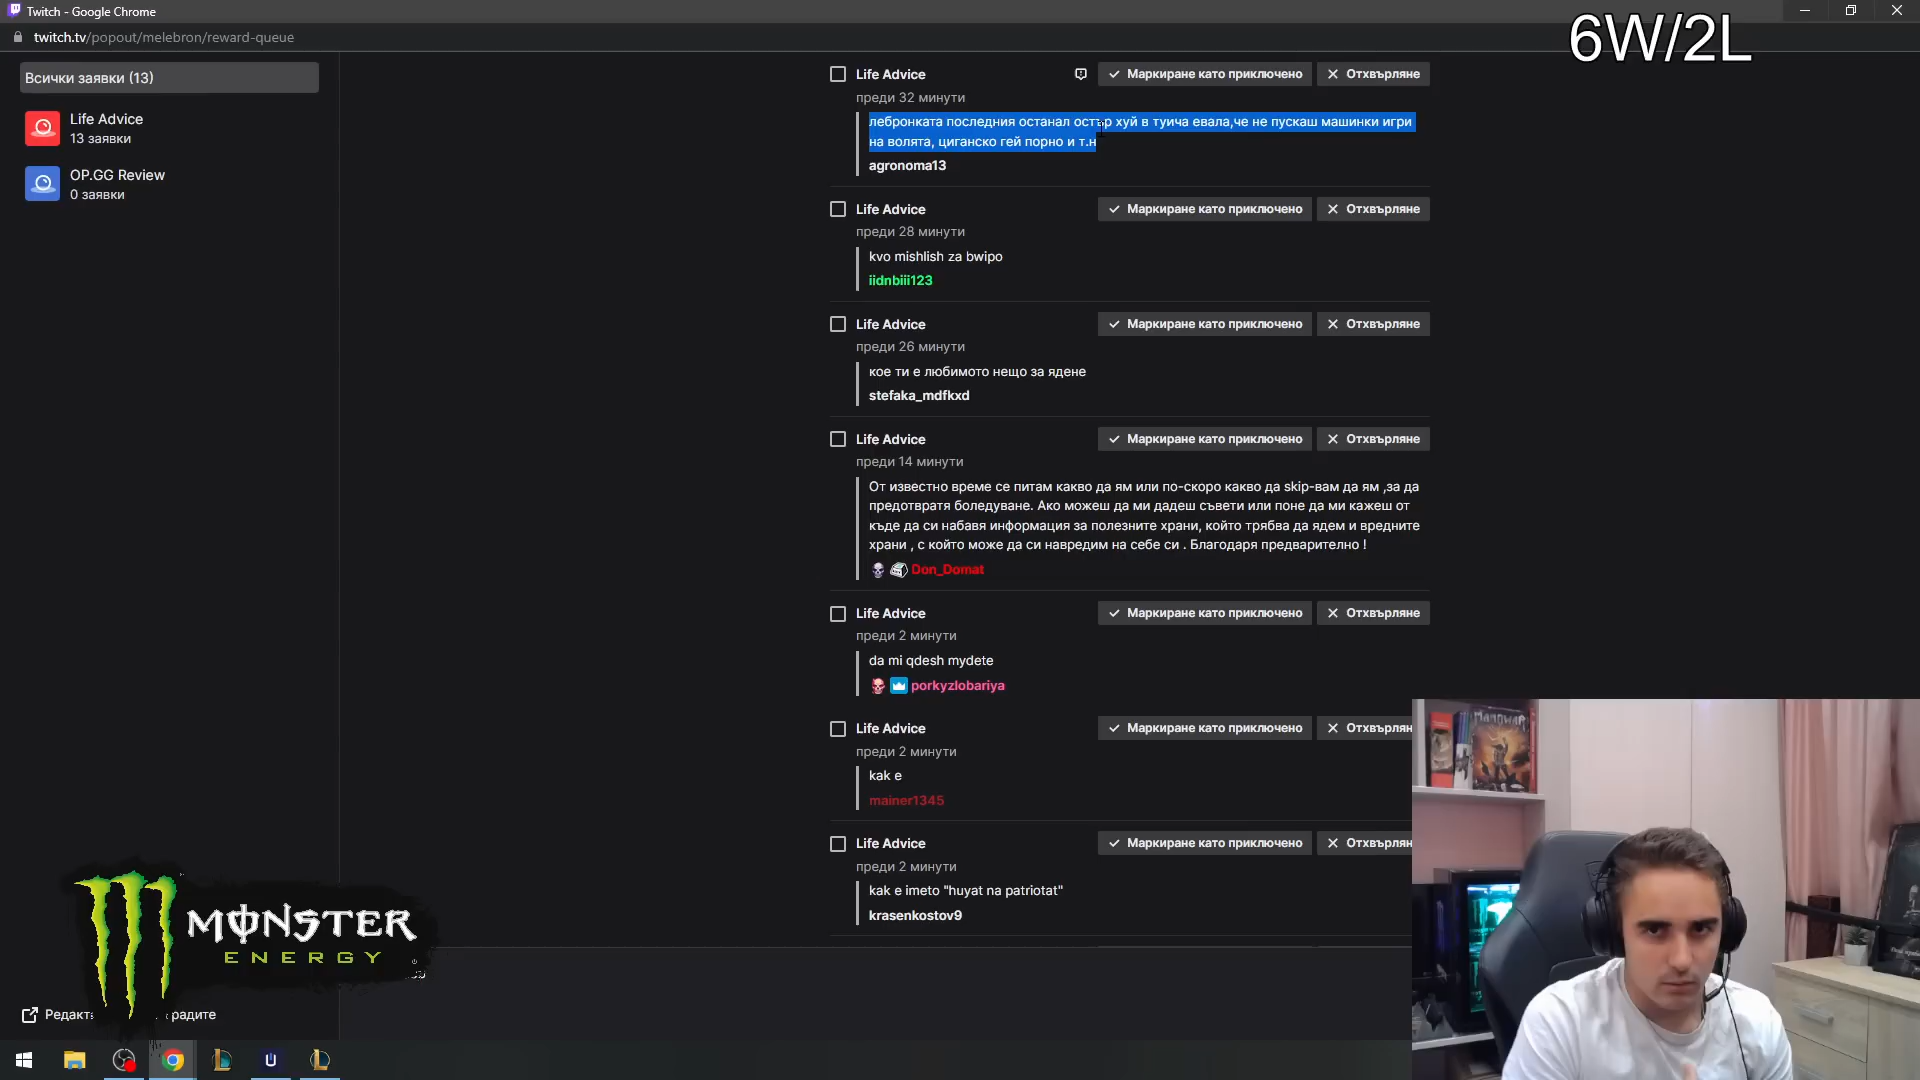 Twitch - Google Chrome
twitch.tv/popout/melebron/reward-queue
6W/2L
Всички заявки (13)
Life Advice
13 заявки
OP.GG Review
0 заявки
Life Advice
Маркиране като приключено
Отхвърляне
преди 32 минути
лебронката последния останал остър хуй в туича евала,че не пускаш машинки игри
на волята, циганско гей порно и т.н
agronoma13
Life Advice
Маркиране като приключено
Отхвърляне
преди 28 минути
kvo mishlish za bwipo
iidnbiii123
Life Advice
Маркиране като приключено
Отхвърляне
преди 26 минути
кое ти е любимото нещо за ядене
stefaka_mdfkxd
Life Advice
Маркиране като приключено
Отхвърляне
преди 14 минути
От известно време се питам какво да ям или по-скоро какво да skip-вам да ям ,за да
предотвратя боледуване. Ако можеш да ми дадеш съвети или поне да ми кажеш от
къде да си набавя информация за полезните храни, който трябва да ядем и вредните
храни , с който може да си навредим на себе си . Благодаря предварително !
Don_Domat
Life Advice
Маркиране като приключено
Отхвърляне
преди 2 минути
da mi qdesh mydete
porkyzlobariya
Life Advice
Маркиране като приключено
Отхвърлян
преди 2 минути
kak e
mainer1345
Life Advice
Маркиране като приключено
Отхвърлян
преди 2 минути
kak e imeto "huyat na patriotat"
krasenkostov9
MONSTER
ENERGY
MANOWAR